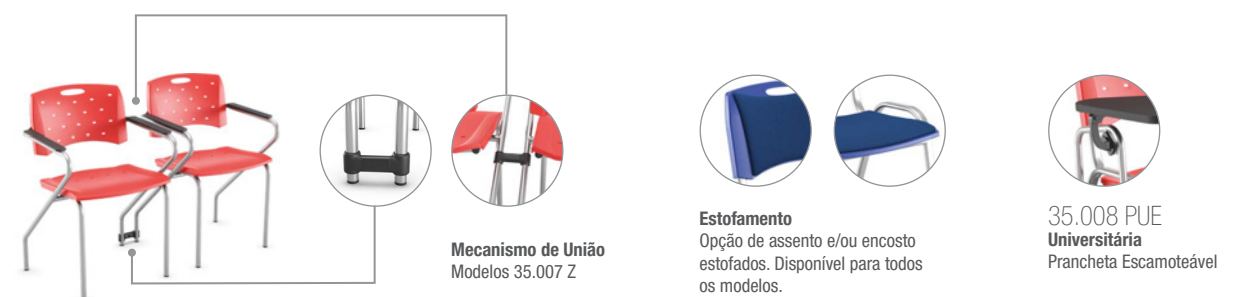 Mecanismo de União
Modelos 35.007 Z
Estofamento
Opção de assento e/ou encosto
estofados. Disponível para todos
os modelos.
35.008 PUE
Universitária
Prancheta Escamoteável